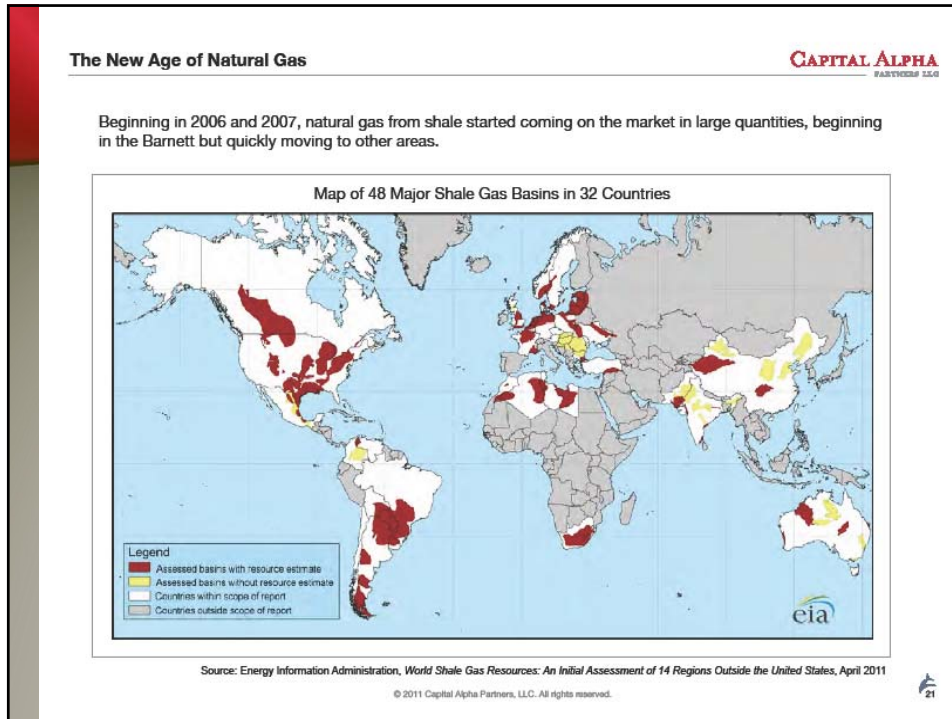 The New Age of Natural Gas
CAPITAL ALPHA
PARTNERS LLC
Beginning in 2006 and 2007, natural gas from shale started coming on the market in large quantities, beginning
in the Barnett but quickly moving to other areas.
Map of 48 Major Shale Gas Basins in 32 Countries
Legend
Assessed basins with resource estimate
Assessed basins without resource estimate
Countries within scope of report
Countries outside scope of report
eia
Source: Energy Information Administration, World Shale Gas Resources: An Initial Assessment of 14 Regions Outside the United States, April 2011
© 2011 Capital Alpha Partners, LLC. All rights reserved.
21